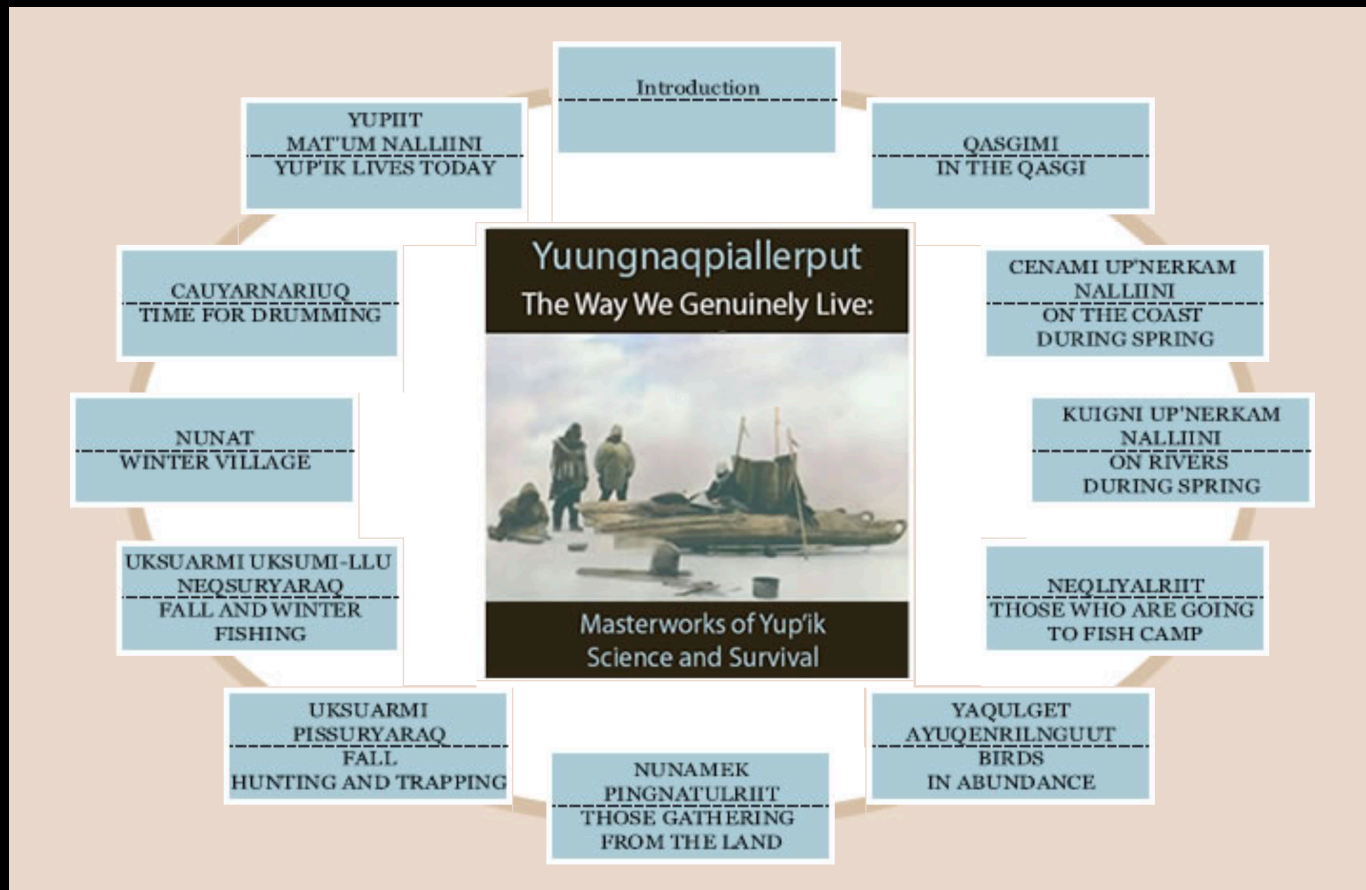 Introduction
QASGIMI
IN THE QASGI
CENAMI UP'NERKAM
NALLIINI
ON THE COAST
DURING SPRING
KUIGNI UP'NERKAM
NALLIINI
ON RIVERS
DURING SPRING
NEQLIYALRIIT
THOSE WHO ARE GOING
TO FISH CAMP
YAQULGET
AYUQENRILNGUUT
BIRDS
IN ABUNDANCE
NUNAMEK
PINGNATULRIIT
THOSE GATHERING
FROM THE LAND
UKSUARMI
PISSURYARAQ
FALL
HUNTING AND TRAPPING
UKSUARMI UKSUMI-LLU
NEQSURYARAQ
FALL AND WINTER
FISHING
NUNAT
WINTER VILLAGE
CAUYARNARIUQ
TIME FOR DRUMMING
YUPIIT
MAT'UM NALLIINI
YUP'IK LIVES TODAY
Yuungnaqpiallerput
The Way We Genuinely Live:
Masterworks of Yup'ik
Science and Survival